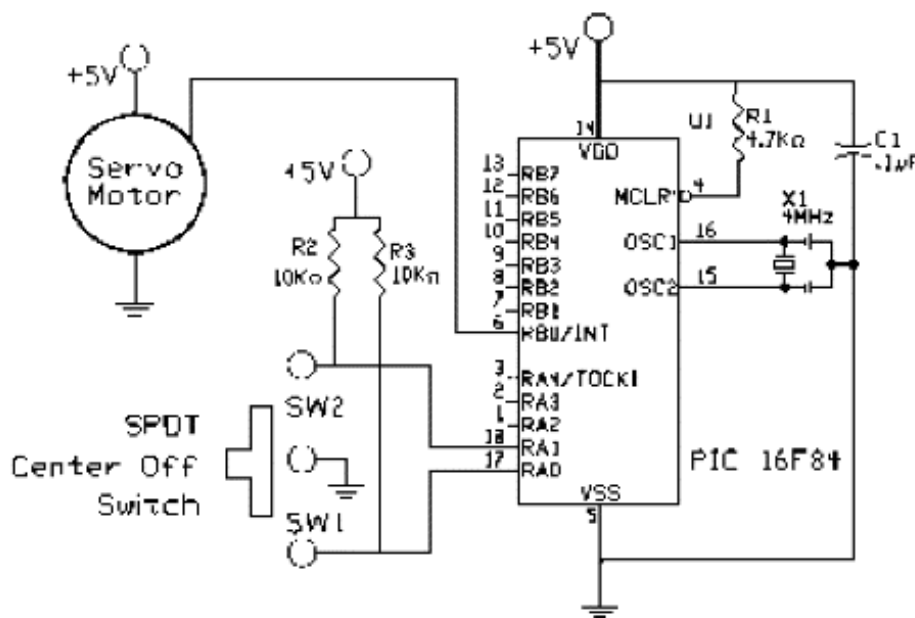 +5V
Servo
Motor
+5V
R2
10KΩ
R3
10KΩ
SW2
SPDT
Center Off
Switch
SW1
+5V
14
VDD
U1
R1
4.7KΩ
C1
.1µF
13 RB7
12 RB6
11 RB5
10 RB4
9 RB3
8 RB2
7 RB1
6 RB0/INT
3 RA4/TOCKI
2 RA3
1 RA2
18 RA1
17 RA0
MCLR 4
OSC1 16
OSC2 15
X1
4MHz
PIC 16F84
VSS
5